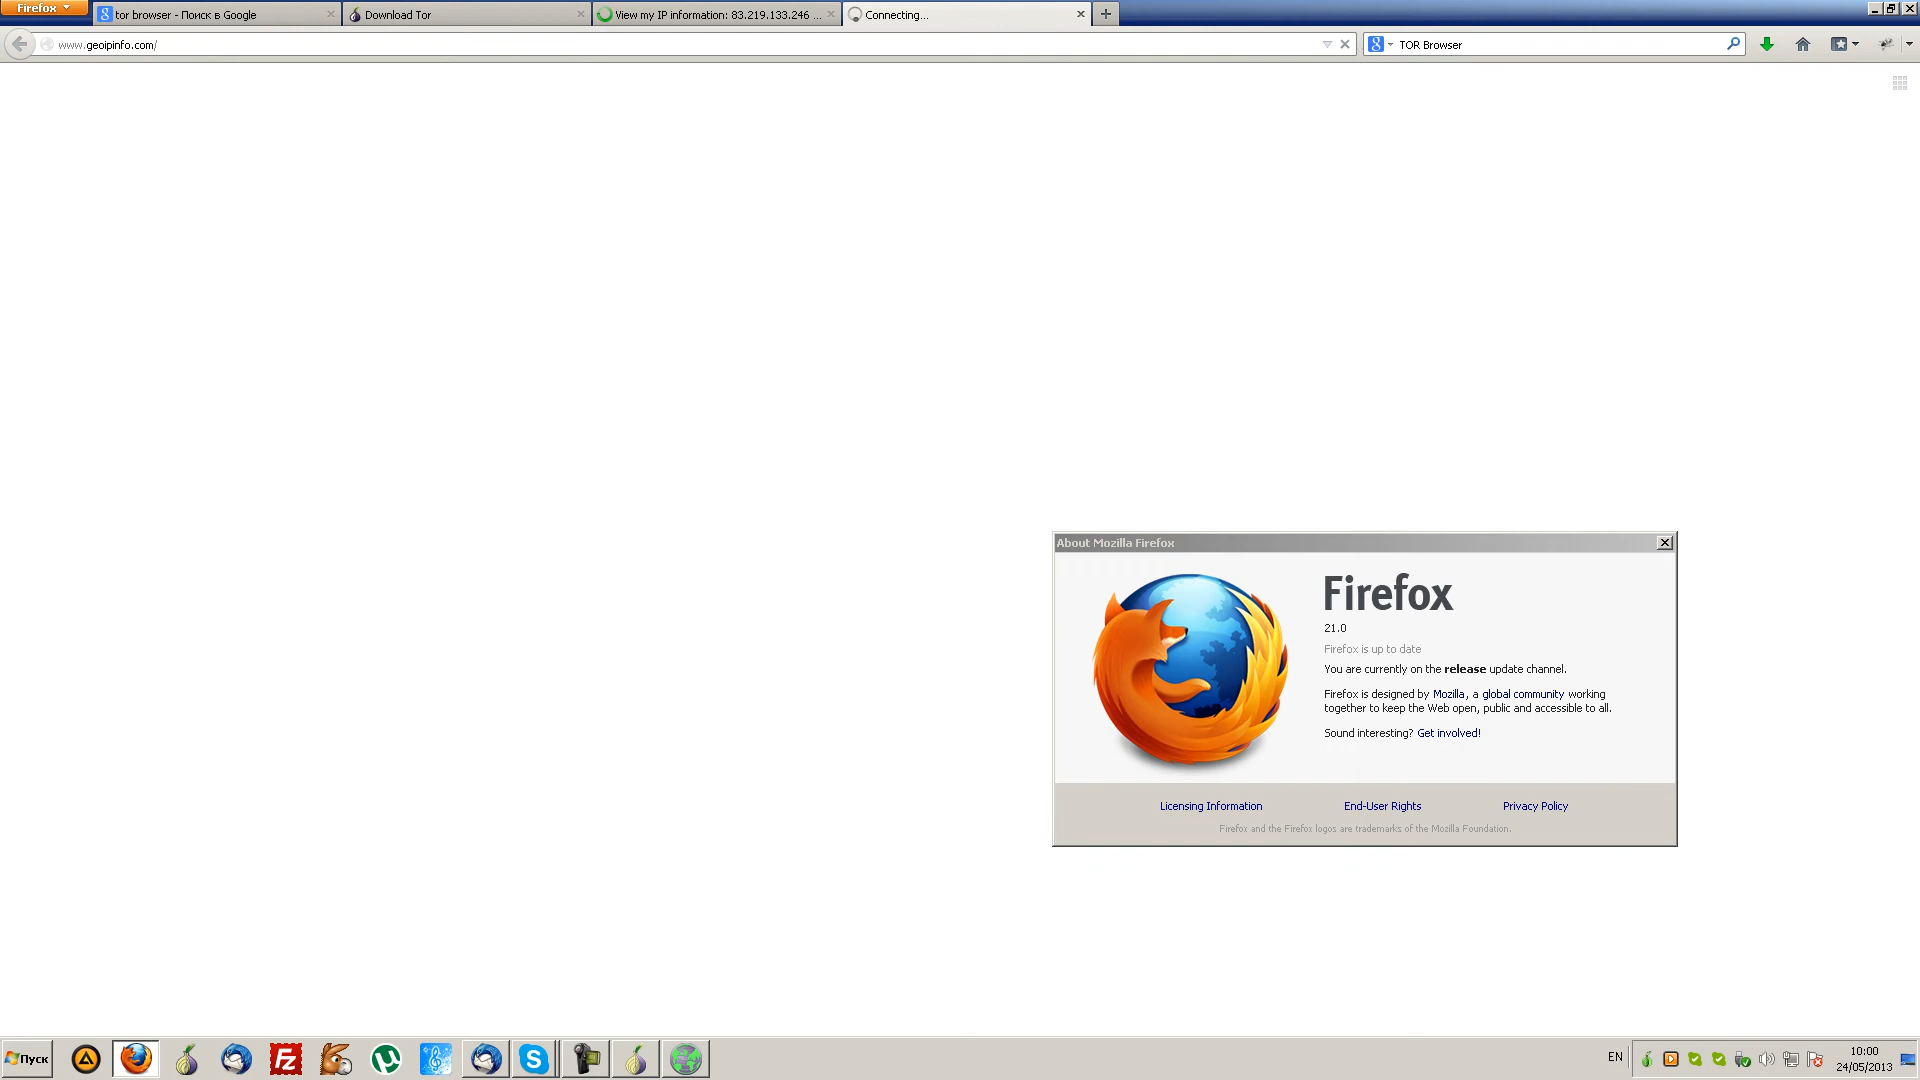 Firefox
tor browser - Поиск в Google
Download Tor
View my IP information: 83.219.133.246 ...
Connecting...
www.geoipinfo.com/
TOR Browser
About Mozilla Firefox
Firefox
21.0
Firefox is up to date
You are currently on the release update channel.
Firefox is designed by Mozilla, a global community working
together to keep the Web open, public and accessible to all.
Sound interesting? Get involved!
Licensing Information
End-User Rights
Privacy Policy
Firefox and the Firefox logos are trademarks of the Mozilla Foundation.
Пуск
EN
10:00
24/05/2013